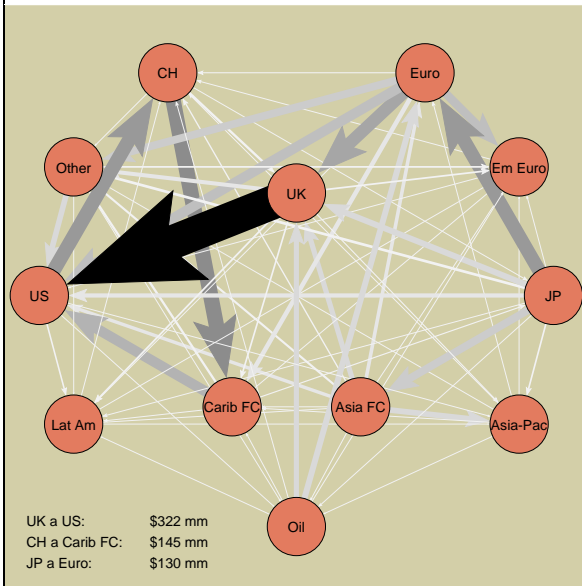 CH
Euro
Other
Em Euro
UK
US
JP
Carib FC
Asia FC
Lat Am
Asia-Pac
Oil
UK a US: $322 mm
CH a Carib FC: $145 mm
JP a Euro: $130 mm